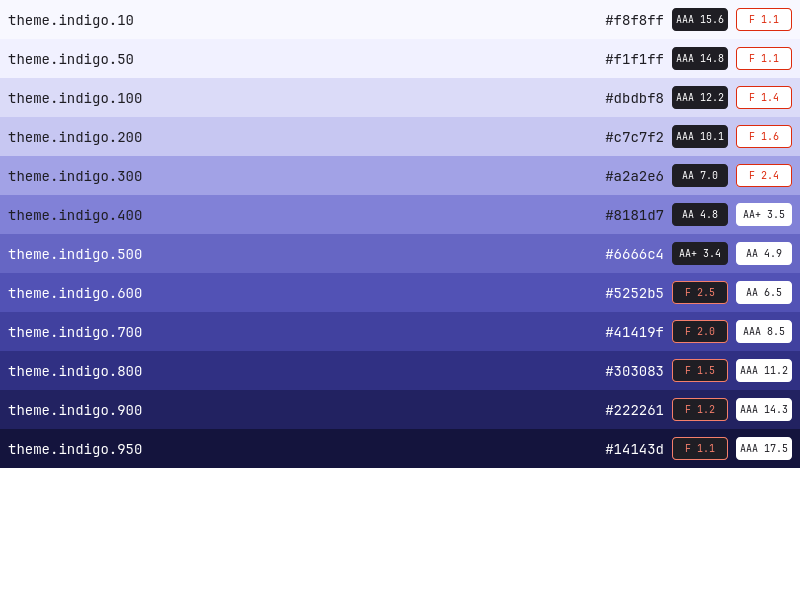 theme.indigo.10 #f8f8ff AAA 15.6 F 1.1
theme.indigo.50 #f1f1ff AAA 14.8 F 1.1
theme.indigo.100 #dbdbf8 AAA 12.2 F 1.4
theme.indigo.200 #c7c7f2 AAA 10.1 F 1.6
theme.indigo.300 #a2a2e6 AA 7.0 F 2.4
theme.indigo.400 #8181d7 AA 4.8 AA+ 3.5
theme.indigo.500 #6666c4 AA+ 3.4 AA 4.9
theme.indigo.600 #5252b5 F 2.5 AA 6.5
theme.indigo.700 #41419f F 2.0 AAA 8.5
theme.indigo.800 #303083 F 1.5 AAA 11.2
theme.indigo.900 #222261 F 1.2 AAA 14.3
theme.indigo.950 #14143d F 1.1 AAA 17.5